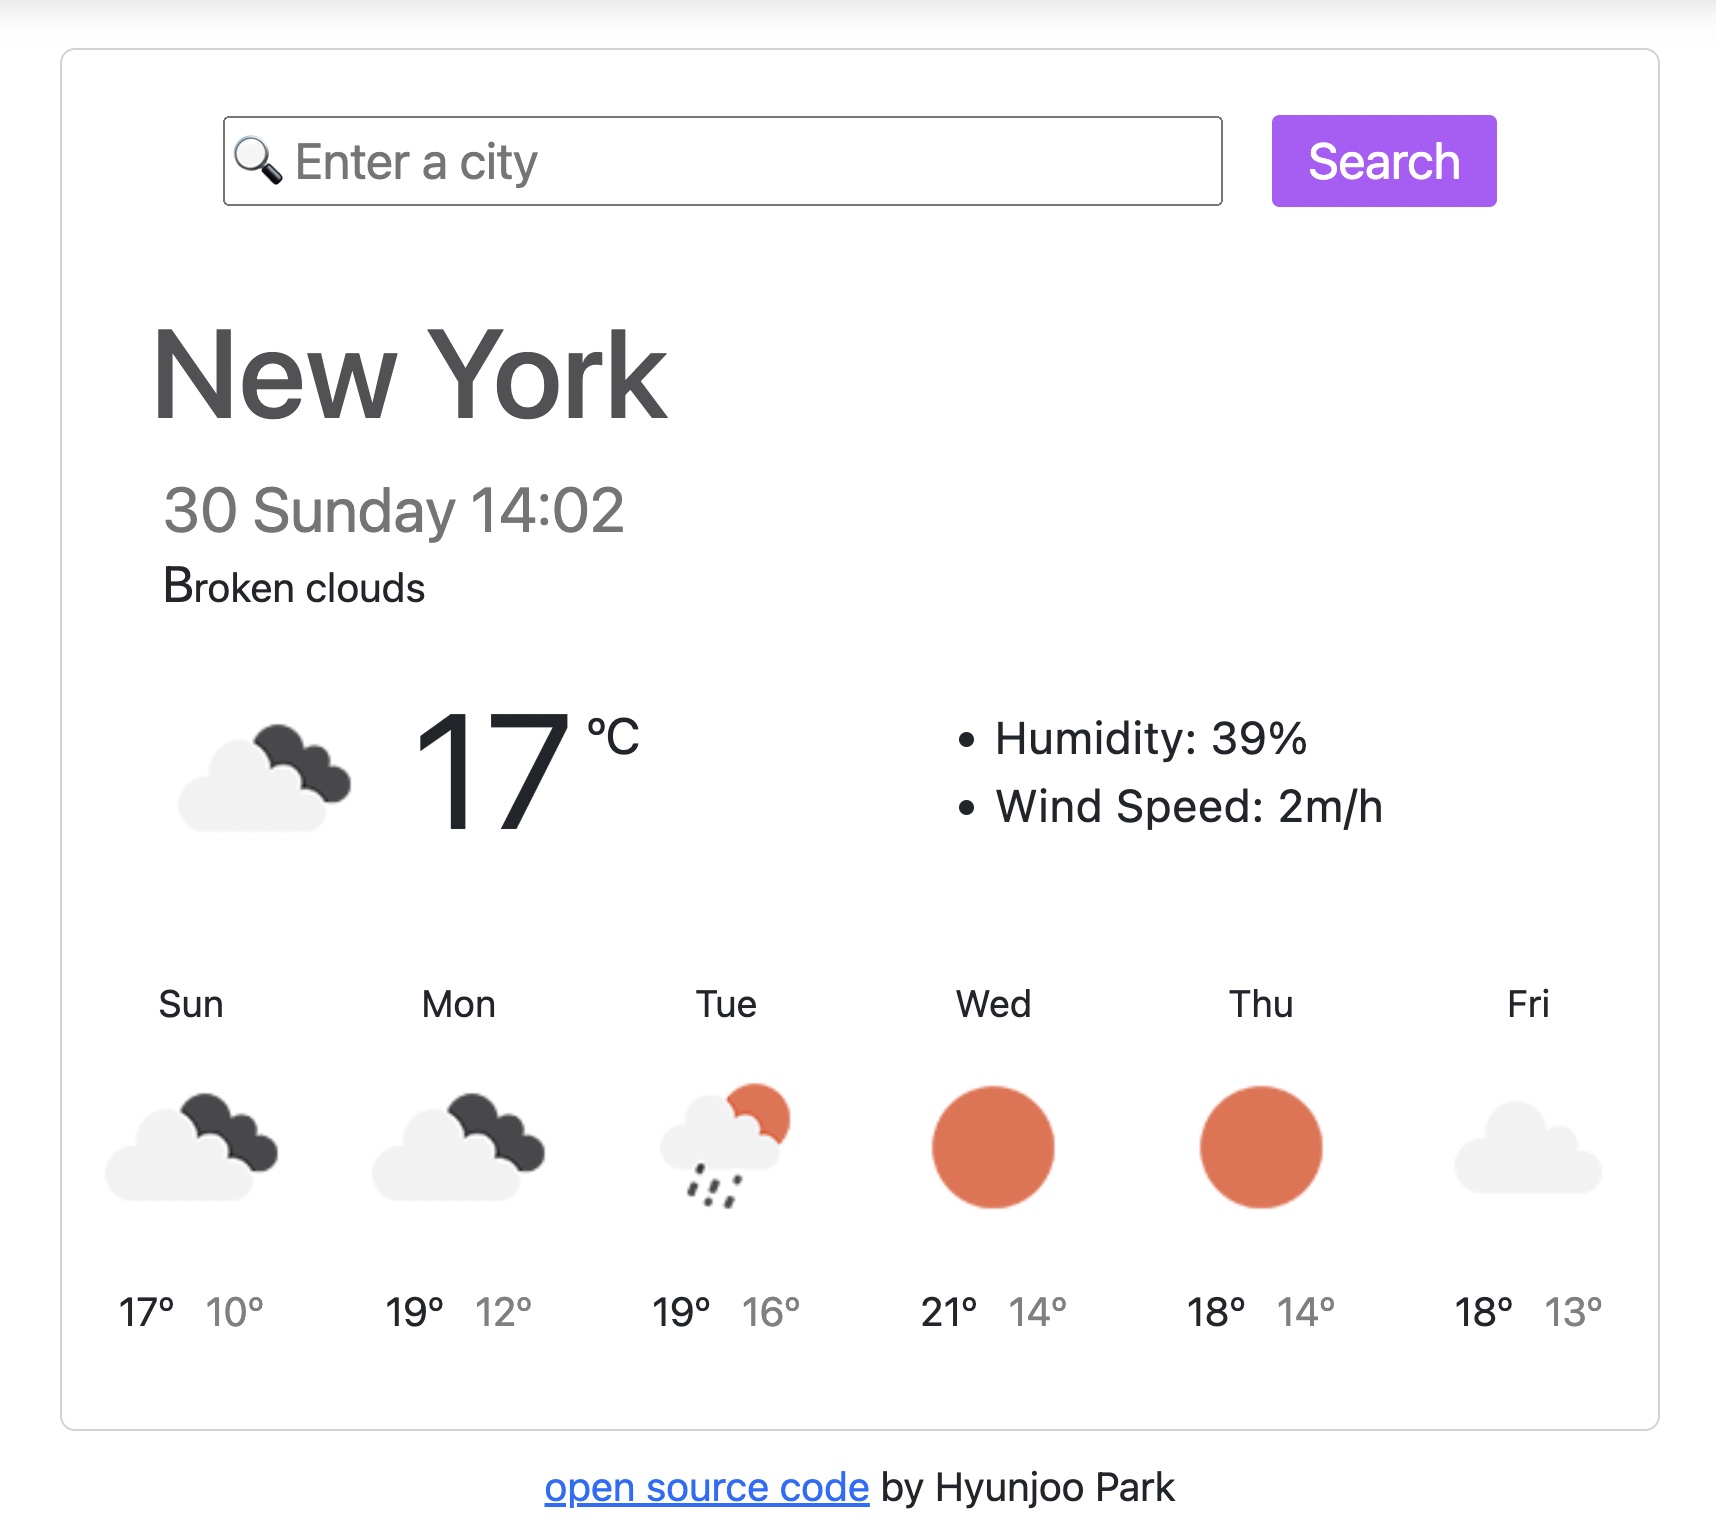 🔍 Enter a city
Search
New York
30 Sunday 14:02
Broken clouds
17 °C
• Humidity: 39%
• Wind Speed: 2m/h
Sun Mon Tue Wed Thu Fri
17° 10° 19° 12° 19° 16° 21° 14° 18° 14° 18° 13°
open source code by Hyunjoo Park